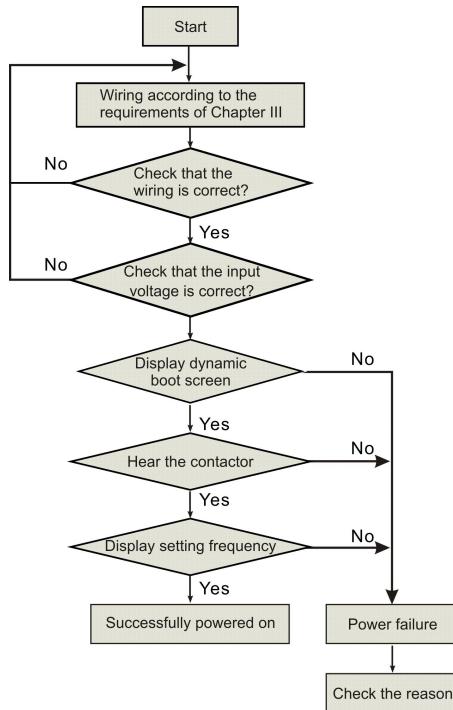 Start
Wiring according to the
requirements of Chapter III
No
Check that the
wiring is correct?
Yes
No
Check that the input
voltage is correct?
Display dynamic
boot screen
No
Yes
Hear the contactor
No
Yes
Display setting frequency
No
Yes
Successfully powered on
Power failure
Check the reason